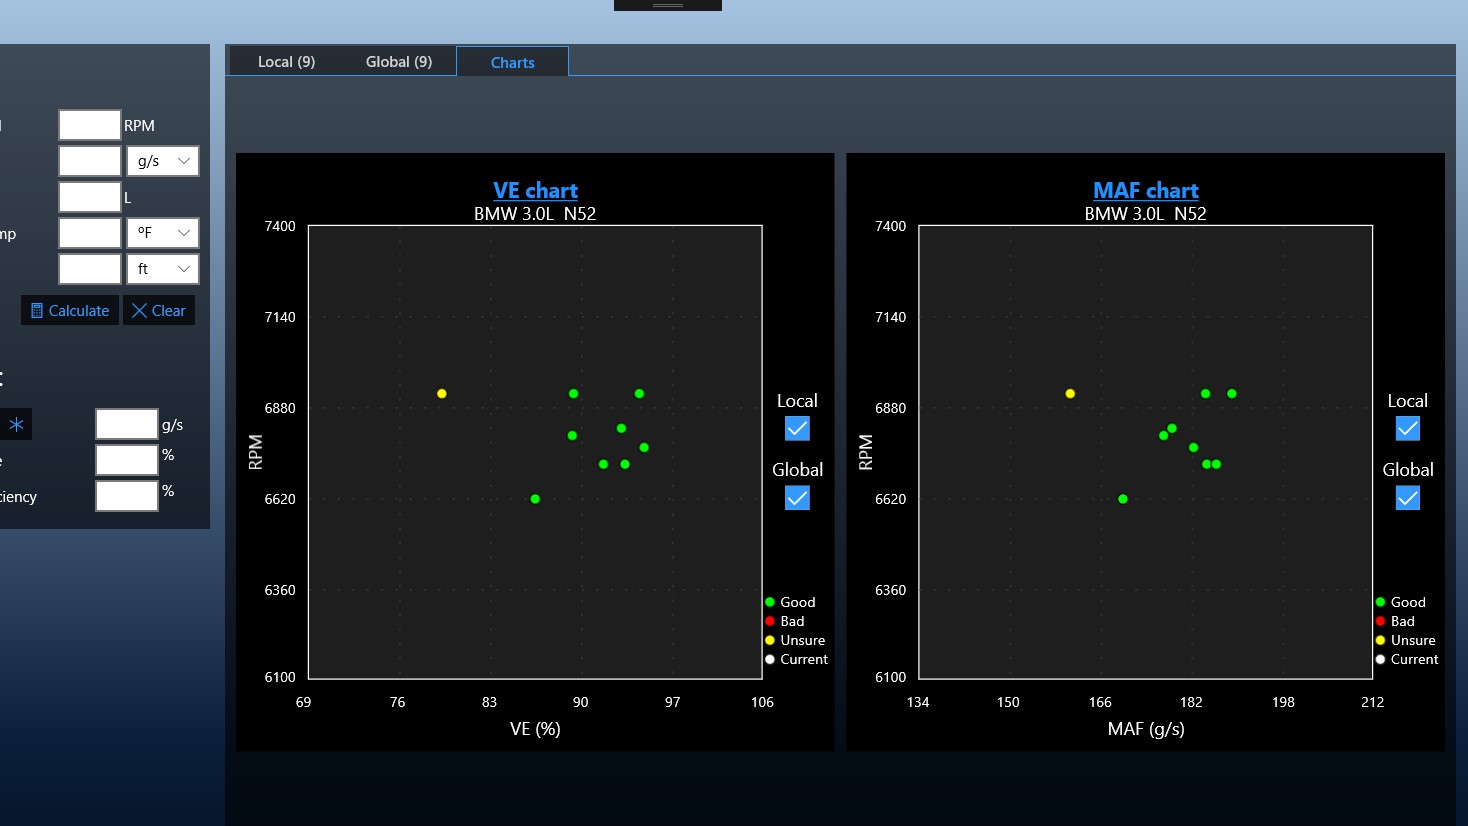 Local (9) Global (9) Charts
RPM
g/s
L
mp
ºF
ft
Calculate Clear
:
g/s
e
%
ciency
%
VE chart
BMW 3.0L N52
7400
7140
6880
6620
6360
6100
RPM
69 76 83 90 97 106
VE (%)
Local
Global
Good
Bad
Unsure
Current
MAF chart
BMW 3.0L N52
7400
7140
6880
6620
6360
6100
RPM
134 150 166 182 198 212
MAF (g/s)
Local
Global
Good
Bad
Unsure
Current